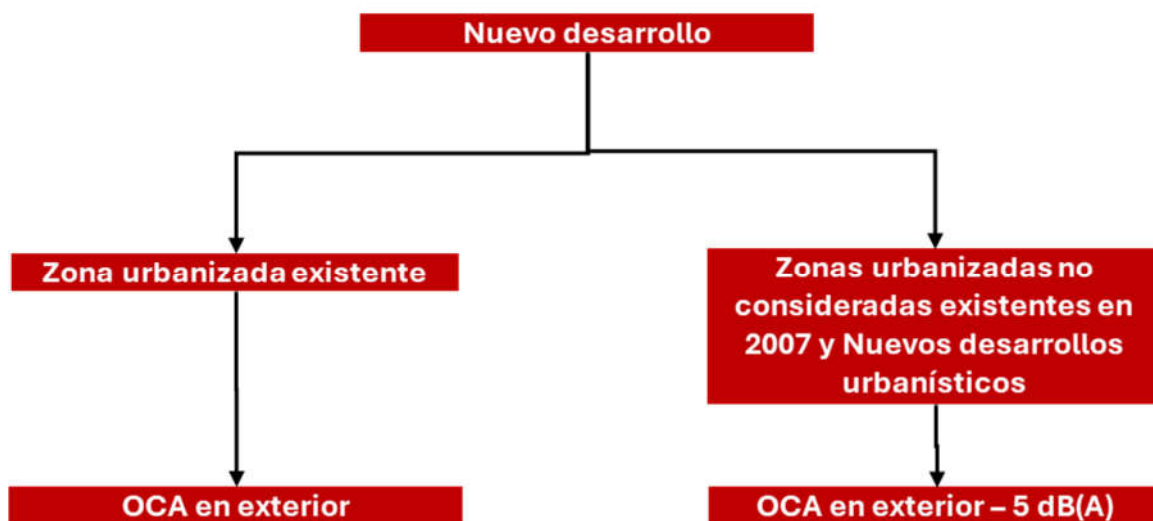 Nuevo desarrollo
Zona urbanizada existente
Zonas urbanizadas no
consideradas existentes en
2007 y Nuevos desarrollos
urbanísticos
OCA en exterior
OCA en exterior – 5 dB(A)